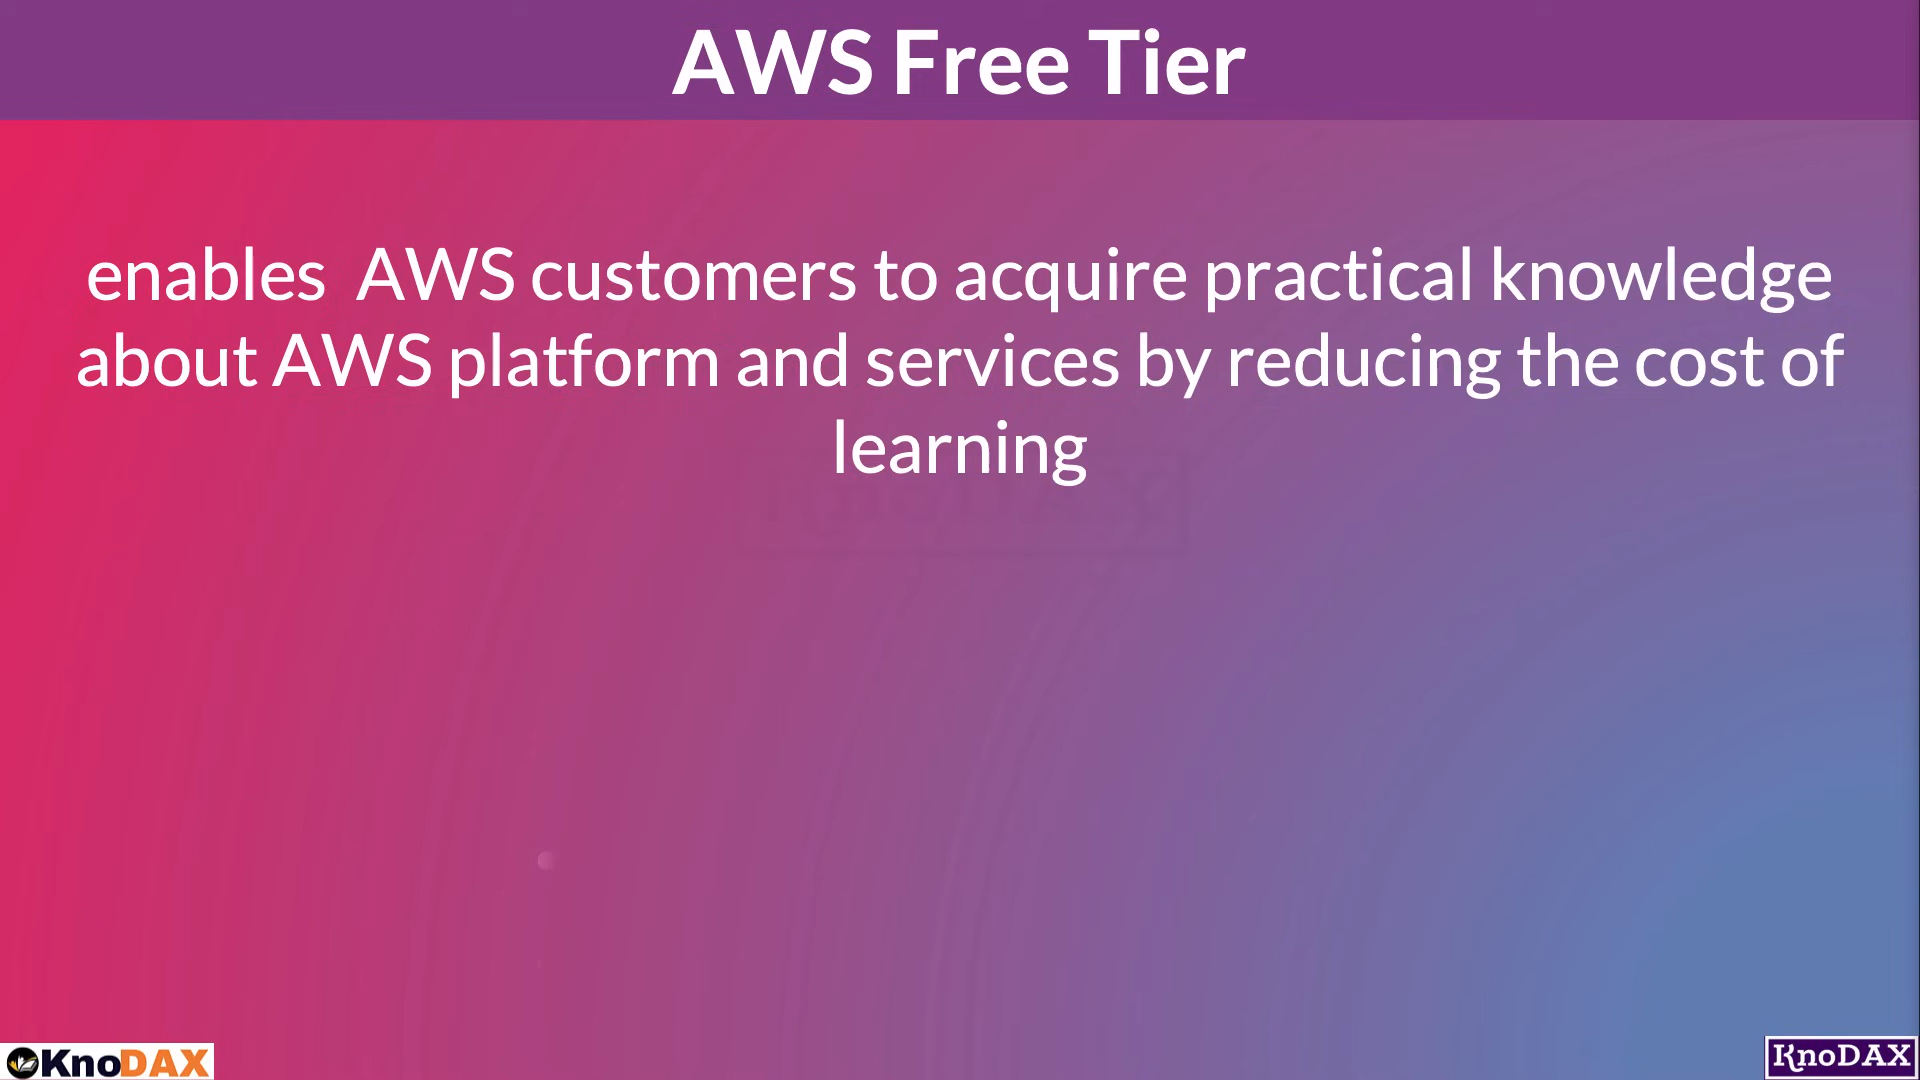 AWS Free Tier
enables  AWS customers to acquire practical knowledge
about AWS platform and services by reducing the cost of
learning
KnoDAX
KnoDAX